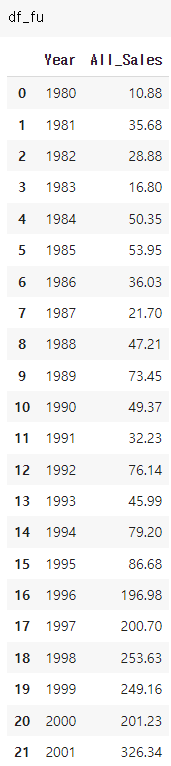 df_fu
Year All_Sales
0 1980 10.88
1 1981 35.68
2 1982 28.88
3 1983 16.80
4 1984 50.35
5 1985 53.95
6 1986 36.03
7 1987 21.70
8 1988 47.21
9 1989 73.45
10 1990 49.37
11 1991 32.23
12 1992 76.14
13 1993 45.99
14 1994 79.20
15 1995 86.68
16 1996 196.98
17 1997 200.70
18 1998 253.63
19 1999 249.16
20 2000 201.23
21 2001 326.34